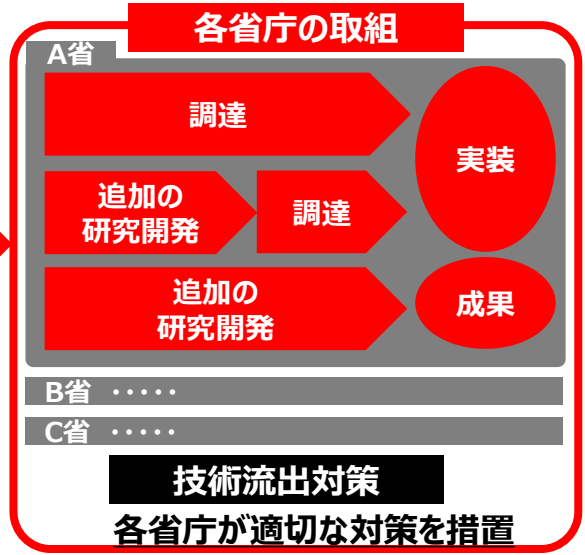 各省庁の取組
A省
調達
実装
追加の
研究開発
調達
追加の
研究開発
成果
B省 ・・・・・
C省 ・・・・・
技術流出対策
各省庁が適切な対策を措置